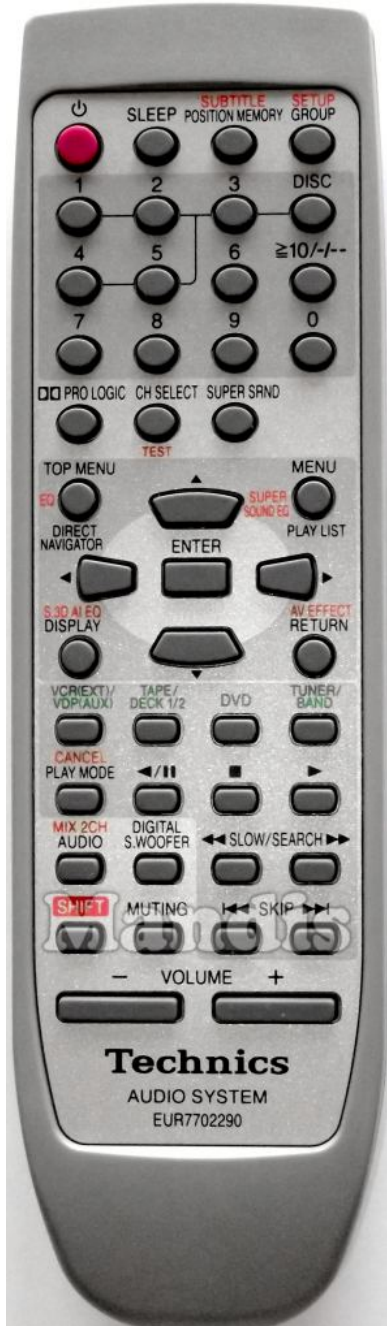 ⏻ SLEEP SUBTITLE POSITION MEMORY SETUP GROUP
1 2 3 DISC
4 5 6 ≧10/-/--
7 8 9 0
PRO LOGIC CH SELECT SUPER SRND
TEST
TOP MENU MENU
EQ SUPER SOUND EQ
DIRECT NAVIGATOR PLAY LIST
ENTER
S.3D AI EQ AV EFFECT
DISPLAY RETURN
VCR(EXT)/ TAPE/ TUNER/
VDP(AUX) DECK 1/2 DVD BAND
CANCEL
PLAY MODE ◀/❚❚ ■ ▶
MIX 2CH DIGITAL
AUDIO S.WOOFER ◀◀ SLOW/SEARCH ▶▶
SHIFT MUTING |◀◀ SKIP ▶▶|
Mandis
− VOLUME +
Technics
AUDIO SYSTEM
EUR7702290